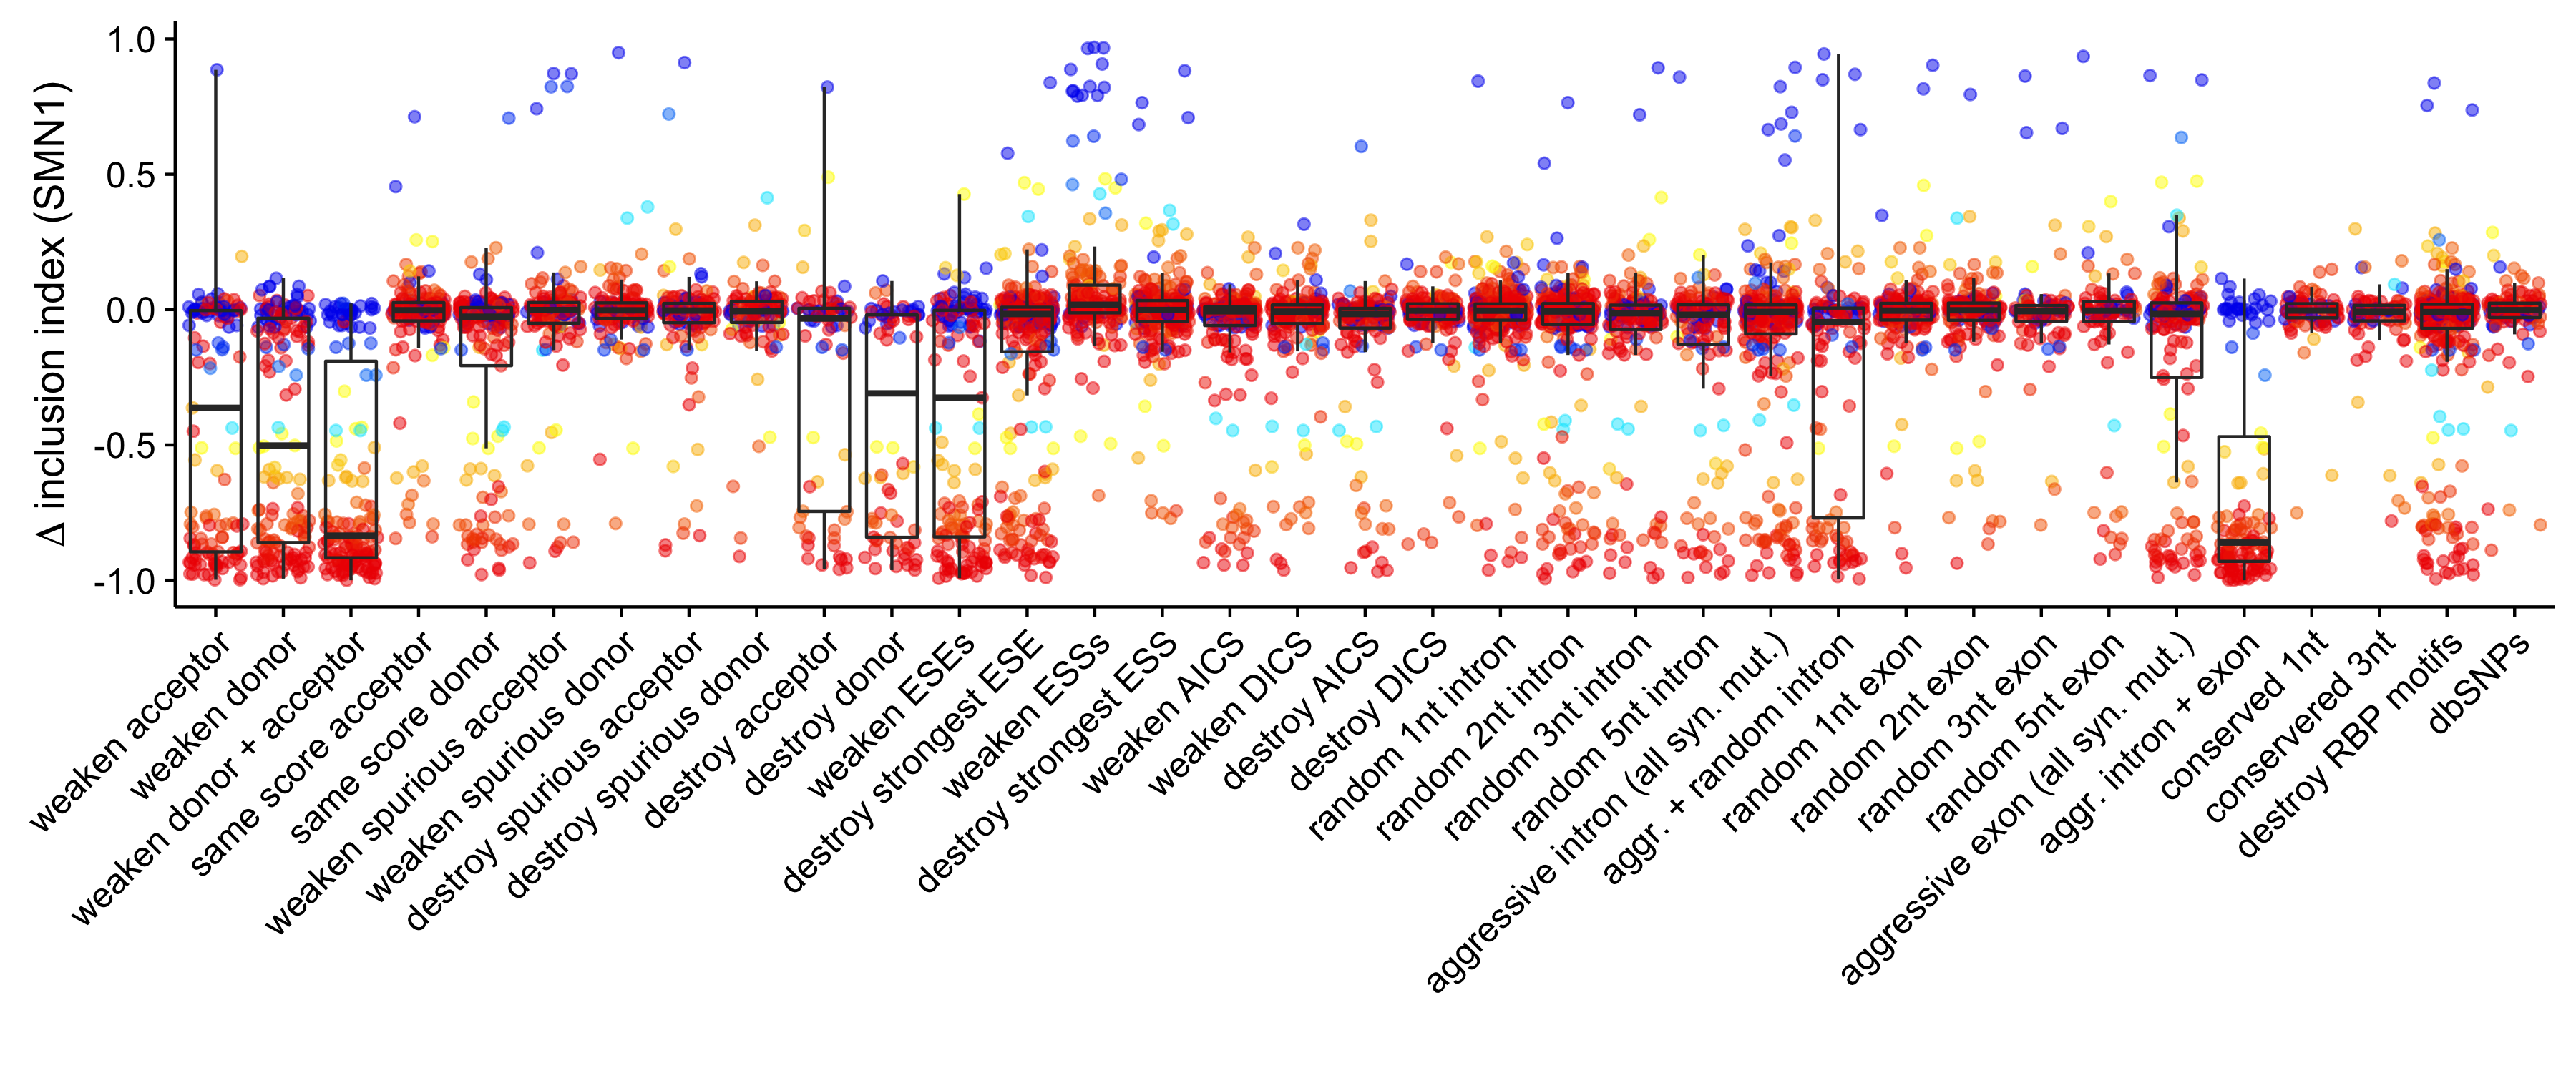 Δ inclusion index (SMN1)
1.0
0.5
0.0
-0.5
-1.0
weaken acceptor
weaken donor
weaken donor + acceptor
same score acceptor
same score donor
weaken spurious acceptor
weaken spurious donor
destroy spurious acceptor
destroy spurious donor
destroy acceptor
destroy donor
weaken ESEs
destroy strongest ESE
weaken ESSs
destroy strongest ESS
weaken AICS
weaken DICS
destroy AICS
destroy DICS
random 1nt intron
random 2nt intron
random 3nt intron
random 5nt intron
aggressive intron (all syn. mut.)
aggr. + random intron
random 1nt exon
random 2nt exon
random 3nt exon
random 5nt exon
aggressive exon (all syn. mut.)
aggr. intron + exon
conserved 1nt
conserved 3nt
destroy RBP motifs
dbSNPs